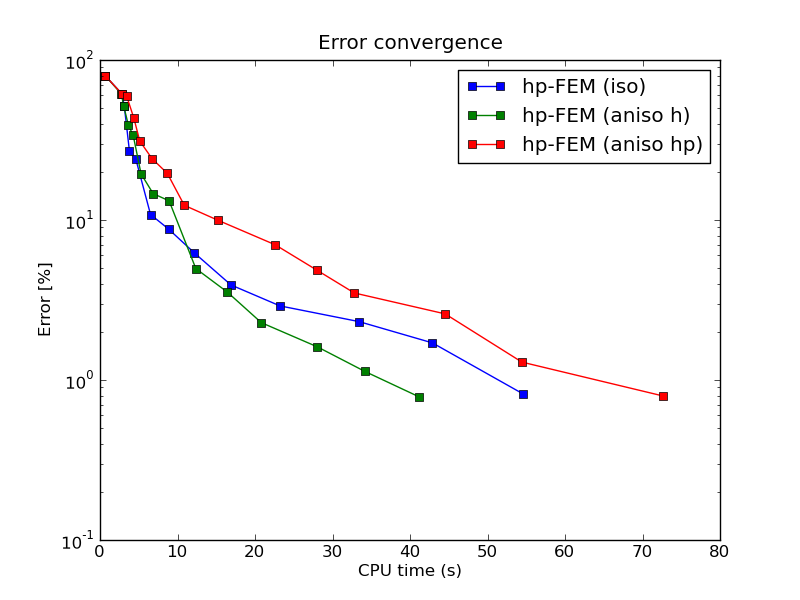 Error convergence
hp-FEM (iso)
hp-FEM (aniso h)
hp-FEM (aniso hp)
10^2
10^1
10^0
10^-1
Error [%]
0 10 20 30 40 50 60 70 80
CPU time (s)